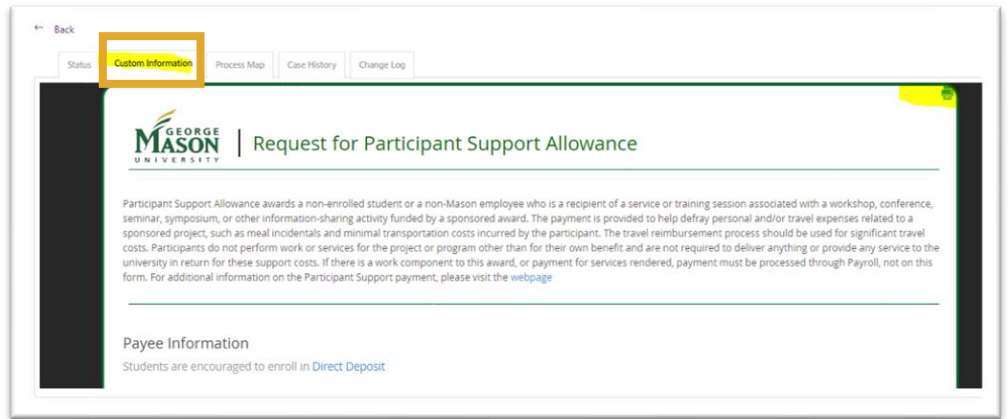 ← Back
Status Custom Information Process Map Case History Change Log
GEORGE
MASON
UNIVERSITY
Request for Participant Support Allowance
Participant Support Allowance awards a non-enrolled student or a non-Mason employee who is a recipient of a service or training session associated with a workshop, conference,
seminar, symposium, or other information-sharing activity funded by a sponsored award. The payment is provided to help defray personal and/or travel expenses related to a
sponsored project, such as meal incidentals and minimal transportation costs incurred by the participant. The travel reimbursement process should be used for significant travel
costs. Participants do not perform work or services for the project or program other than for their own benefit and are not required to deliver anything or provide any service to the
university in return for these support costs. If there is a work component to this award, or payment for services rendered, payment must be processed through Payroll, not on this
form. For additional information on the Participant Support payment, please visit the webpage
Payee Information
Students are encouraged to enroll in Direct Deposit